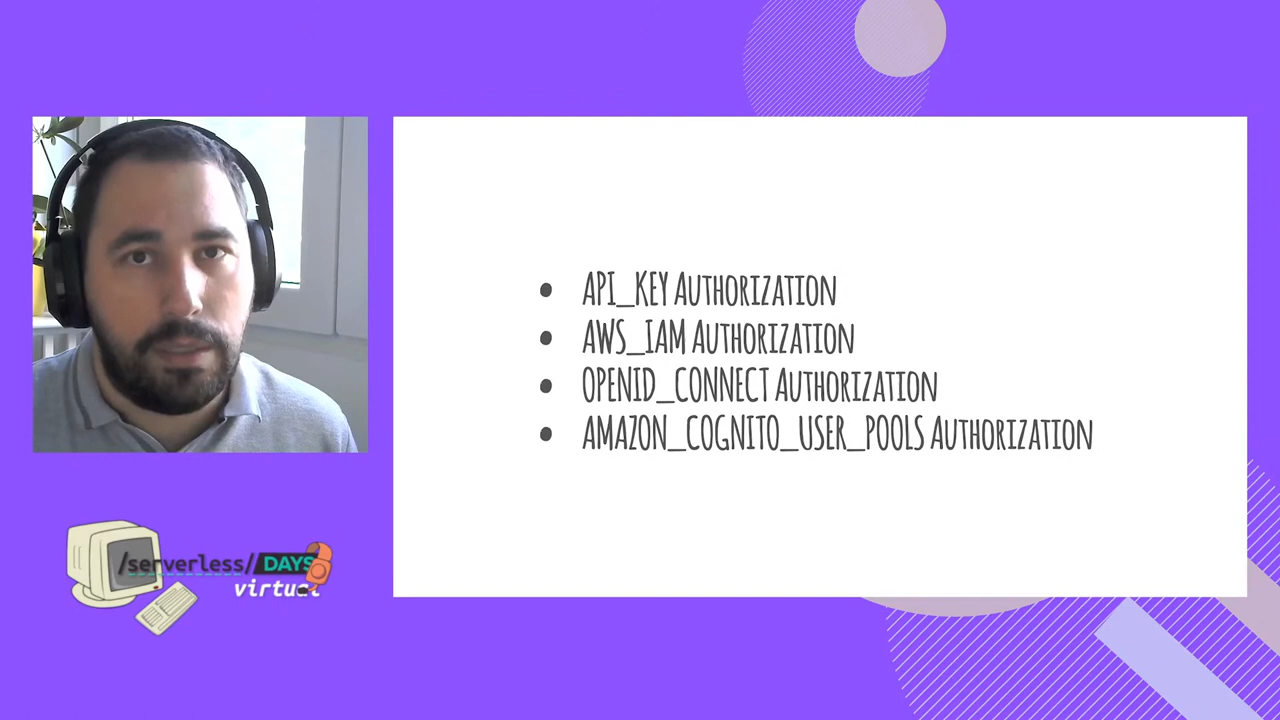 API_KEY Authorization
AWS_IAM Authorization
OPENID_CONNECT Authorization
AMAZON_COGNITO_USER_POOLS Authorization
/serverless/DAYS
virtual